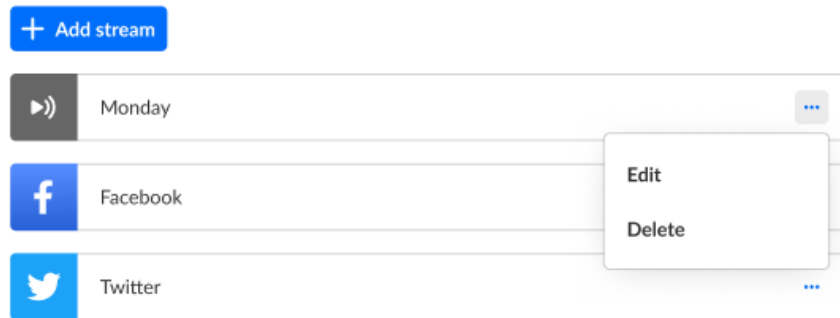 Add stream
Monday
Edit
Facebook
Delete
Twitter